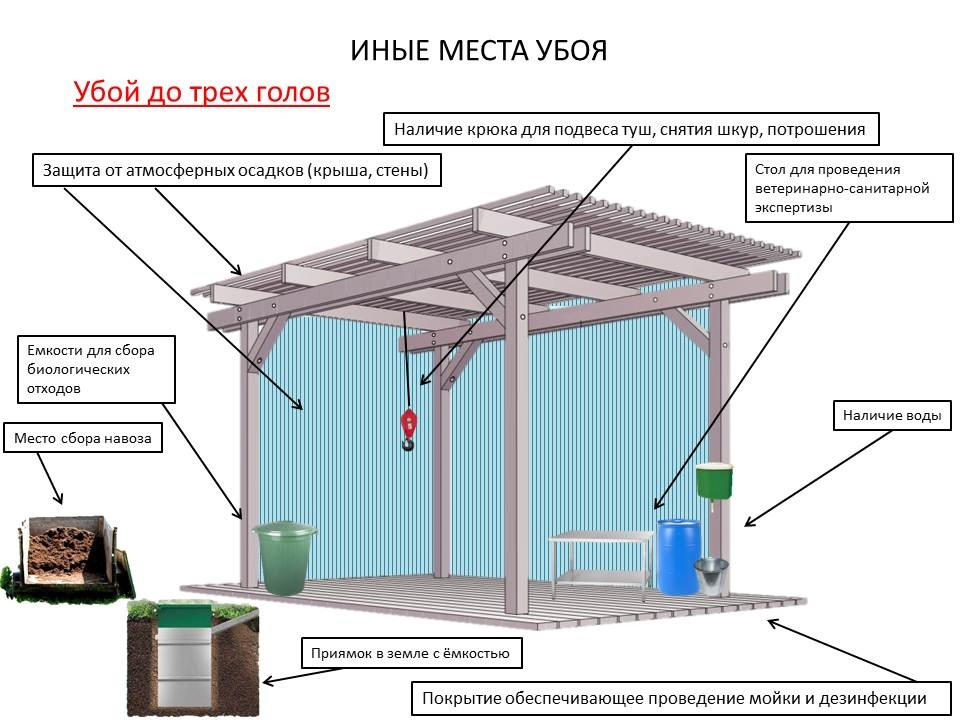 ИНЫЕ МЕСТА УБОЯ
Убой до трех голов
Наличие крюка для подвеса туш, снятия шкур, потрошения
Защита от атмосферных осадков (крыша, стены)
Стол для проведения
ветеринарно-санитарной
экспертизы
Емкости для сбора
биологических
отходов
Место сбора навоза
Наличие воды
Приямок в земле с ёмкостью
Покрытие обеспечивающее проведение мойки и дезинфекции